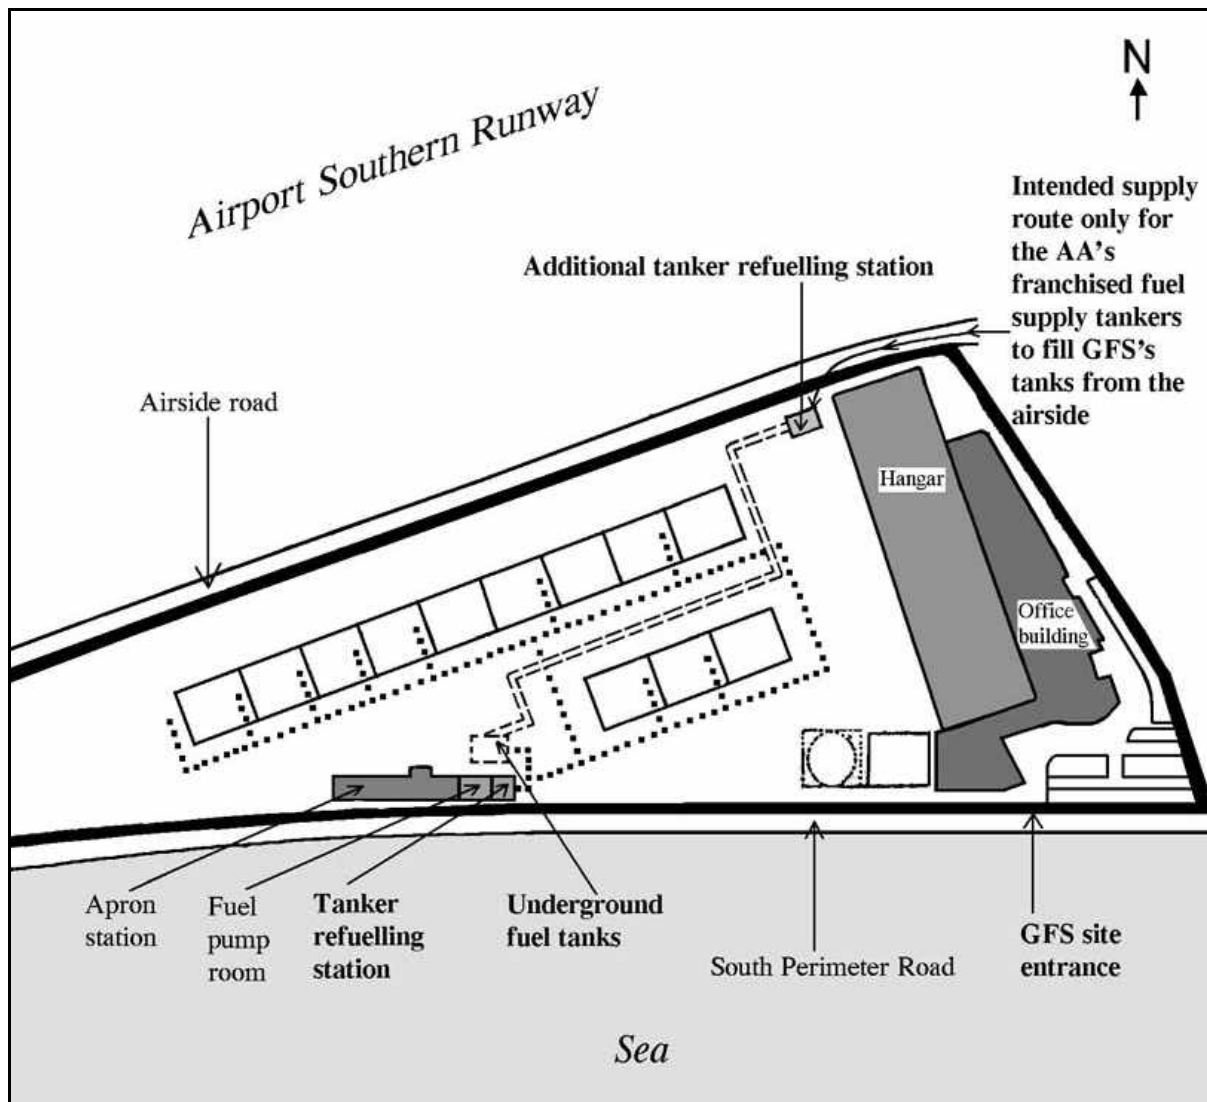 N
Airport Southern Runway
Intended supply
route only for
the AA's
franchised fuel
supply tankers
to fill GFS's
tanks from the
airside
Additional tanker refuelling station
Airside road
Hangar
Office
building
Apron
station
Fuel
pump
room
Tanker
refuelling
station
Underground
fuel tanks
South Perimeter Road
GFS site
entrance
Sea